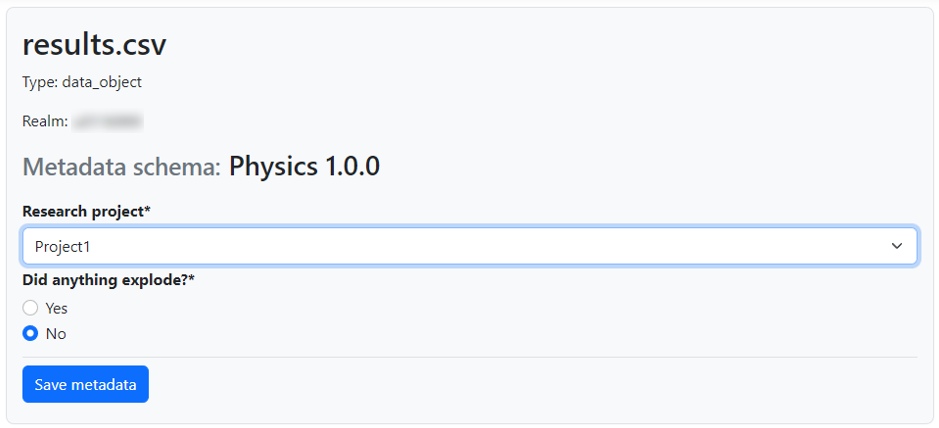 results.csv
Type: data_object
Realm:
Metadata schema: Physics 1.0.0
Research project*
Project1
Did anything explode?*
Yes
No
Save metadata